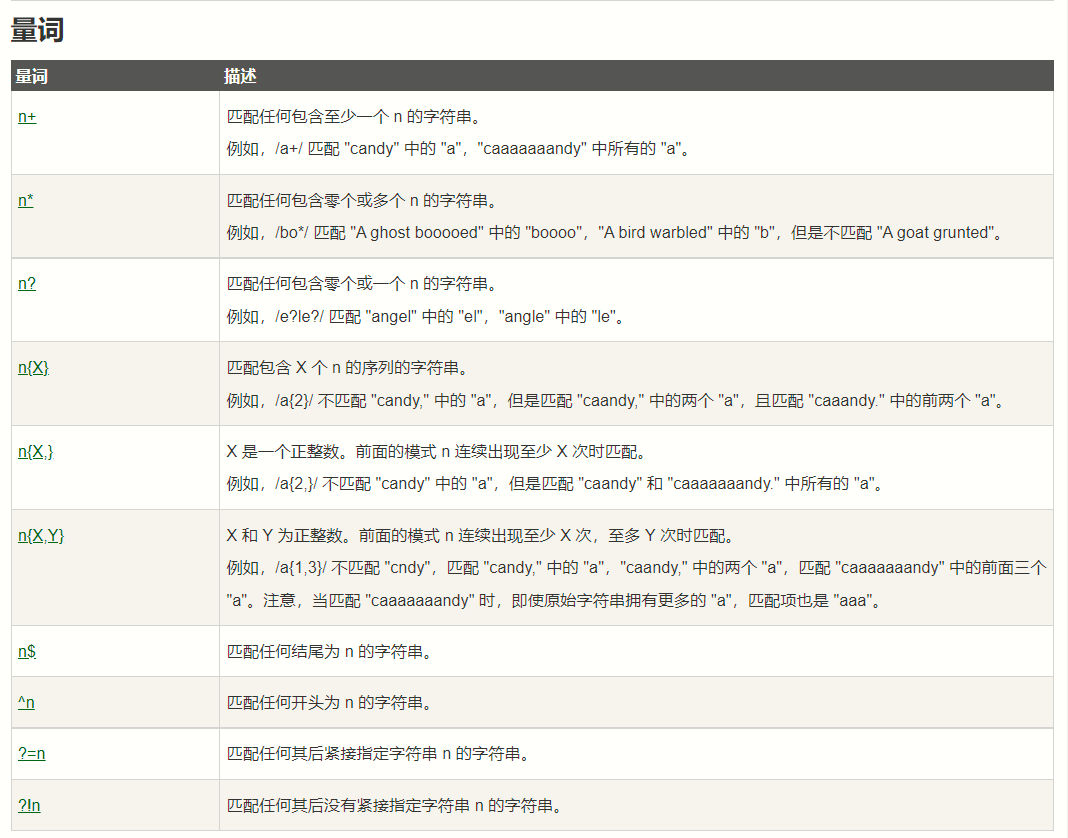 量词
量词 描述
n+ 匹配任何包含至少一个 n 的字符串。
例如，/a+/ 匹配 "candy" 中的 "a"，"caaaaaaandy" 中所有的 "a"。
n* 匹配任何包含零个或多个 n 的字符串。
例如，/bo*/ 匹配 "A ghost booooed" 中的 "boooo"，"A bird warbled" 中的 "b"，但是不匹配 "A goat grunted"。
n? 匹配任何包含零个或一个 n 的字符串。
例如，/e?le?/ 匹配 "angel" 中的 "el"，"angle" 中的 "le"。
n{X} 匹配包含 X 个 n 的序列的字符串。
例如，/a{2}/ 不匹配 "candy," 中的 "a"，但是匹配 "caandy," 中的两个 "a"，且匹配 "caaandy." 中的前两个 "a"。
n{X,} X 是一个正整数。前面的模式 n 连续出现至少 X 次时匹配。
例如，/a{2,}/ 不匹配 "candy" 中的 "a"，但是匹配 "caandy" 和 "caaaaaaandy." 中所有的 "a"。
n{X,Y} X 和 Y 为正整数。前面的模式 n 连续出现至少 X 次，至多 Y 次时匹配。
例如，/a{1,3}/ 不匹配 "cndy"，匹配 "candy," 中的 "a"，"caandy," 中的两个 "a"，匹配 "caaaaaaandy" 中的前面三个
"a"。注意，当匹配 "caaaaaaandy" 时，即使原始字符串拥有更多的 "a"，匹配项也是 "aaa"。
n$ 匹配任何结尾为 n 的字符串。
^n 匹配任何开头为 n 的字符串。
?=n 匹配任何其后紧接指定字符串 n 的字符串。
?!n 匹配任何其后没有紧接指定字符串 n 的字符串。